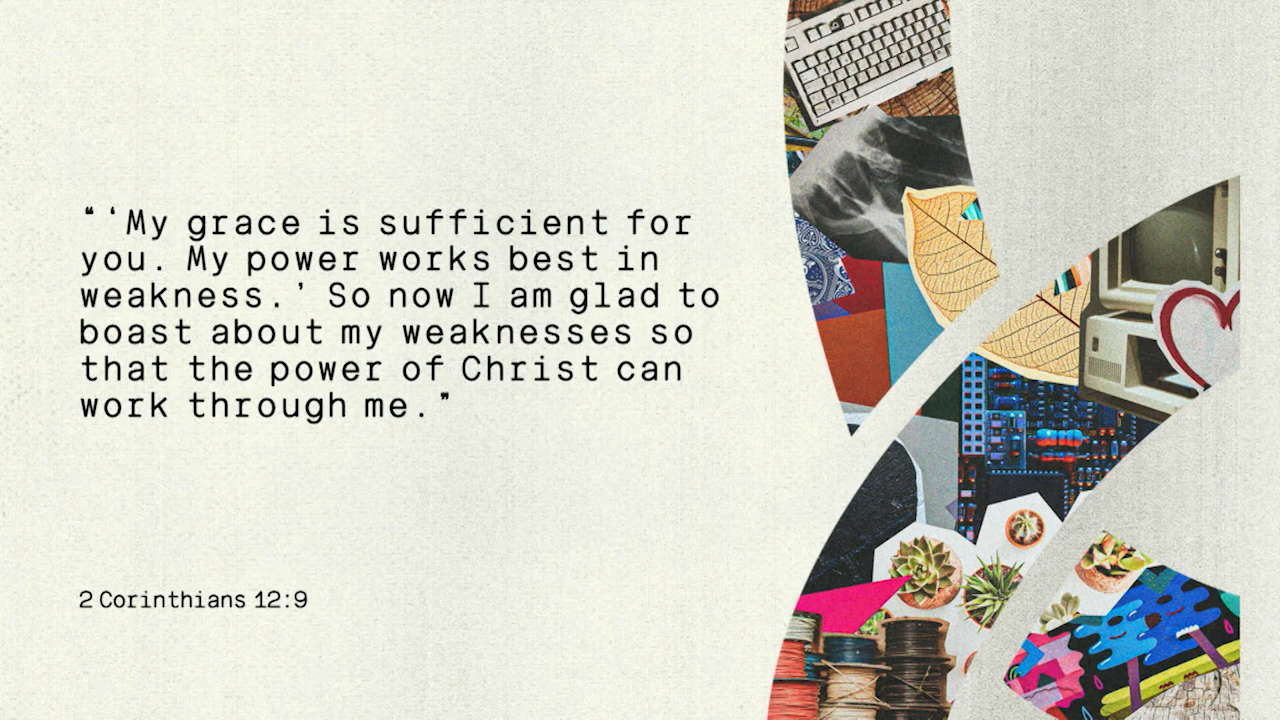 “‘My grace is sufficient for
you. My power works best in
weakness.’ So now I am glad to
boast about my weaknesses so
that the power of Christ can
work through me.”
2 Corinthians 12:9